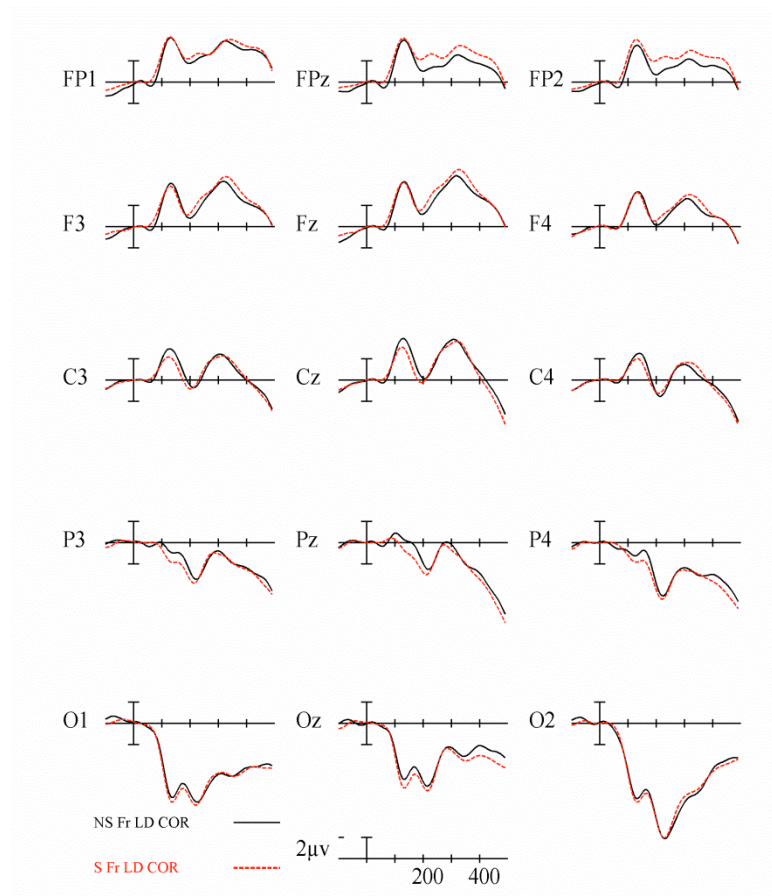 FP1 FPz FP2
F3 Fz F4
C3 Cz C4
P3 Pz P4
O1 Oz O2
NS Fr LD COR
2μv
S Fr LD COR
200 400